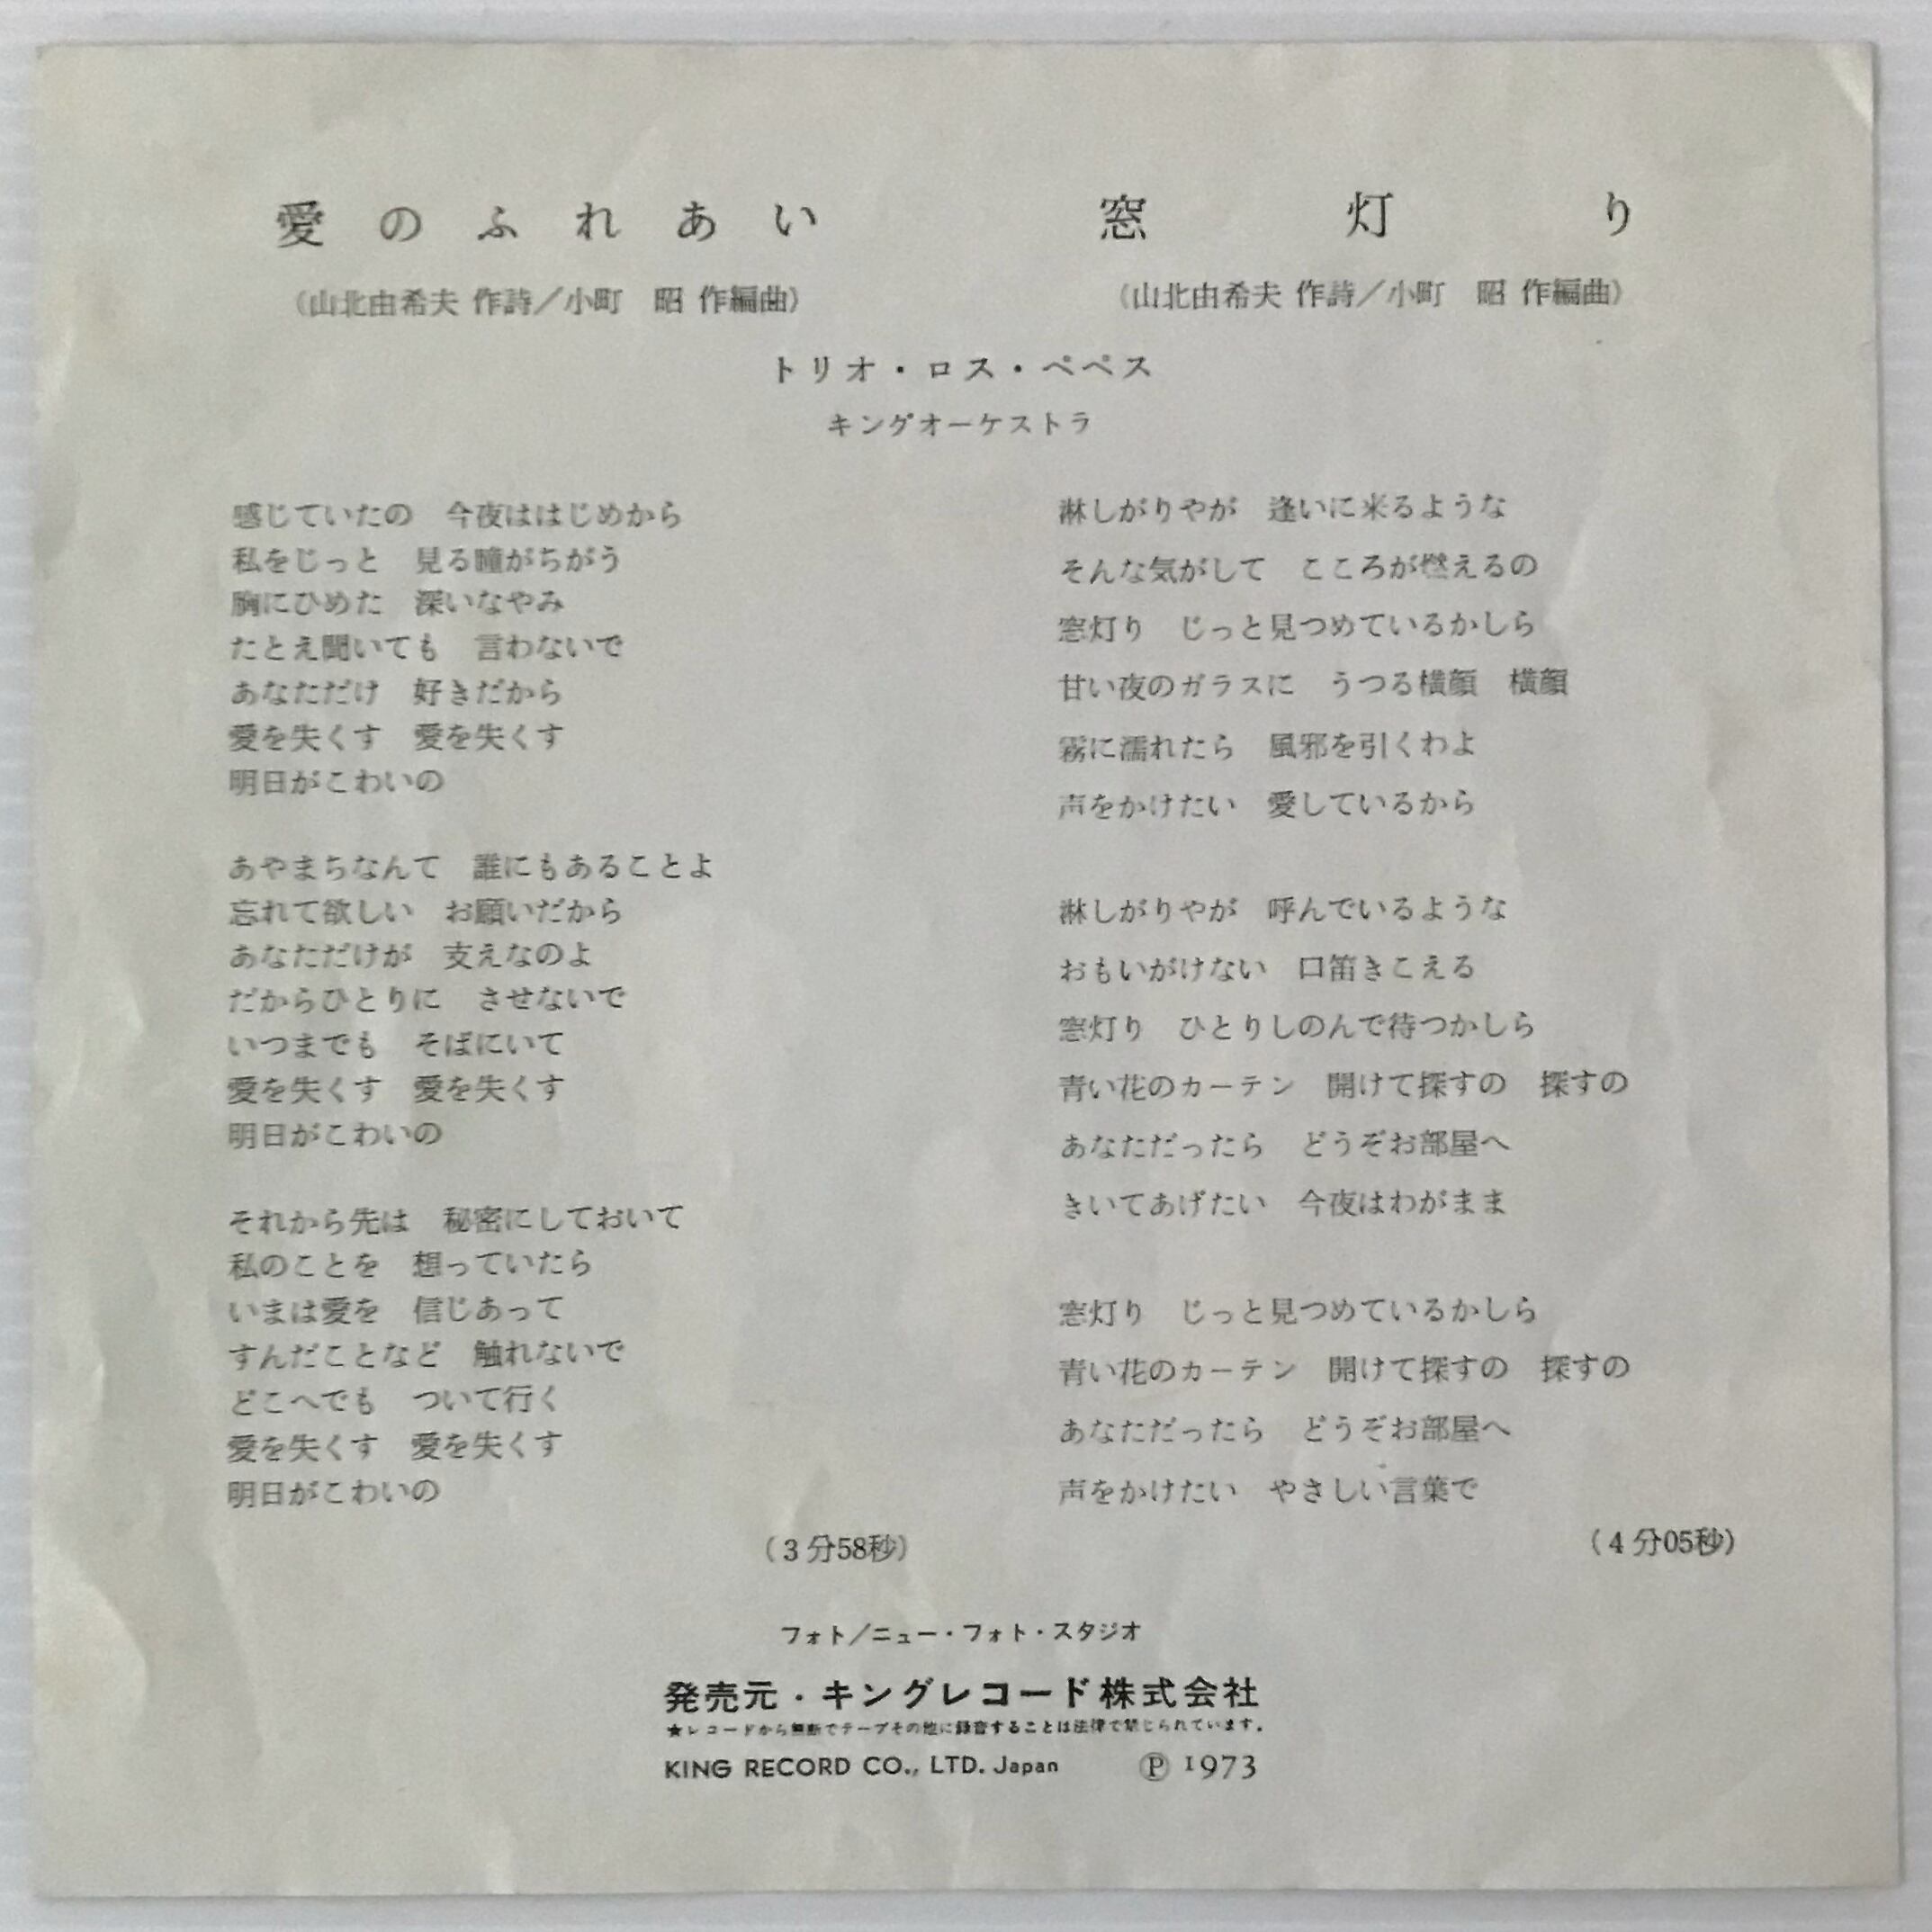 愛のふれあい
(山北由希夫 作詩／小町 昭 作編曲)
窓灯り
(山北由希夫 作詩／小町 昭 作編曲)
トリオ・ロス・ペペス
キングオーケストラ
感じていたの 今夜ははじめから
私をじっと 見る瞳がちがう
胸にひめた 深いなやみ
たとえ聞いても 言わないで
あなただけ 好きだから
愛を失くす 愛を失くす
明日がこわいの
あやまちなんて 誰にもあることよ
忘れて欲しい お願いだから
あなただけが 支えなのよ
だからひとりに させないで
いつまでも そばにいて
愛を失くす 愛を失くす
明日がこわいの
それから先は 秘密にしておいて
私のことを 想っていたら
いまは愛を 信じあって
すんだことなど 触れないで
どこへでも ついて行く
愛を失くす 愛を失くす
明日がこわいの
(3分58秒)
淋しがりやが 逢いに来るような
そんな気がして こころが燃えるの
窓灯り じっと見つめているかしら
甘い夜のガラスに うつる横顔 横顔
霧に濡れたら 風邪を引くわよ
声をかけたい 愛しているから
淋しがりやが 呼んでいるような
おもいがけない 口笛きこえる
窓灯り ひとりしのんで待つかしら
青い花のカーテン 開けて探すの 探すの
あなただったら どうぞお部屋へ
きいてあげたい 今夜はわがまま
窓灯り じっと見つめているかしら
青い花のカーテン 開けて探すの 探すの
あなただったら どうぞお部屋へ
声をかけたい やさしい言葉で
(4分05秒)
フォト／ニュー・フォト・スタジオ
発売元・キングレコード株式会社
★レコードから無断でテープその他に録音することは法律で禁じられています。
KING RECORD CO., LTD. Japan Ⓟ 1973